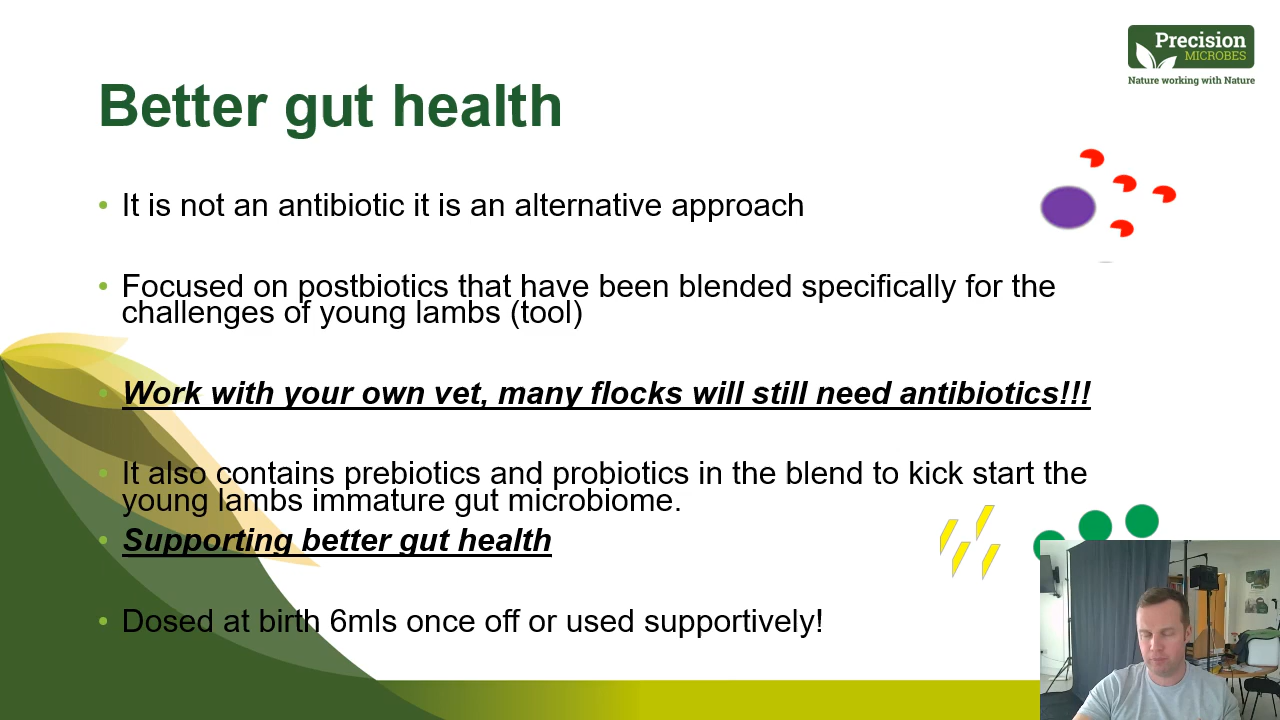 Precision
MICROBES
Nature working with Nature
Better gut health
• It is not an antibiotic it is an alternative approach
• Focused on postbiotics that have been blended specifically for the
challenges of young lambs (tool)
• Work with your own vet, many flocks will still need antibiotics!!!
• It also contains prebiotics and probiotics in the blend to kick start the
young lambs immature gut microbiome.
• Supporting better gut health
• Dosed at birth 6mls once off or used supportively!